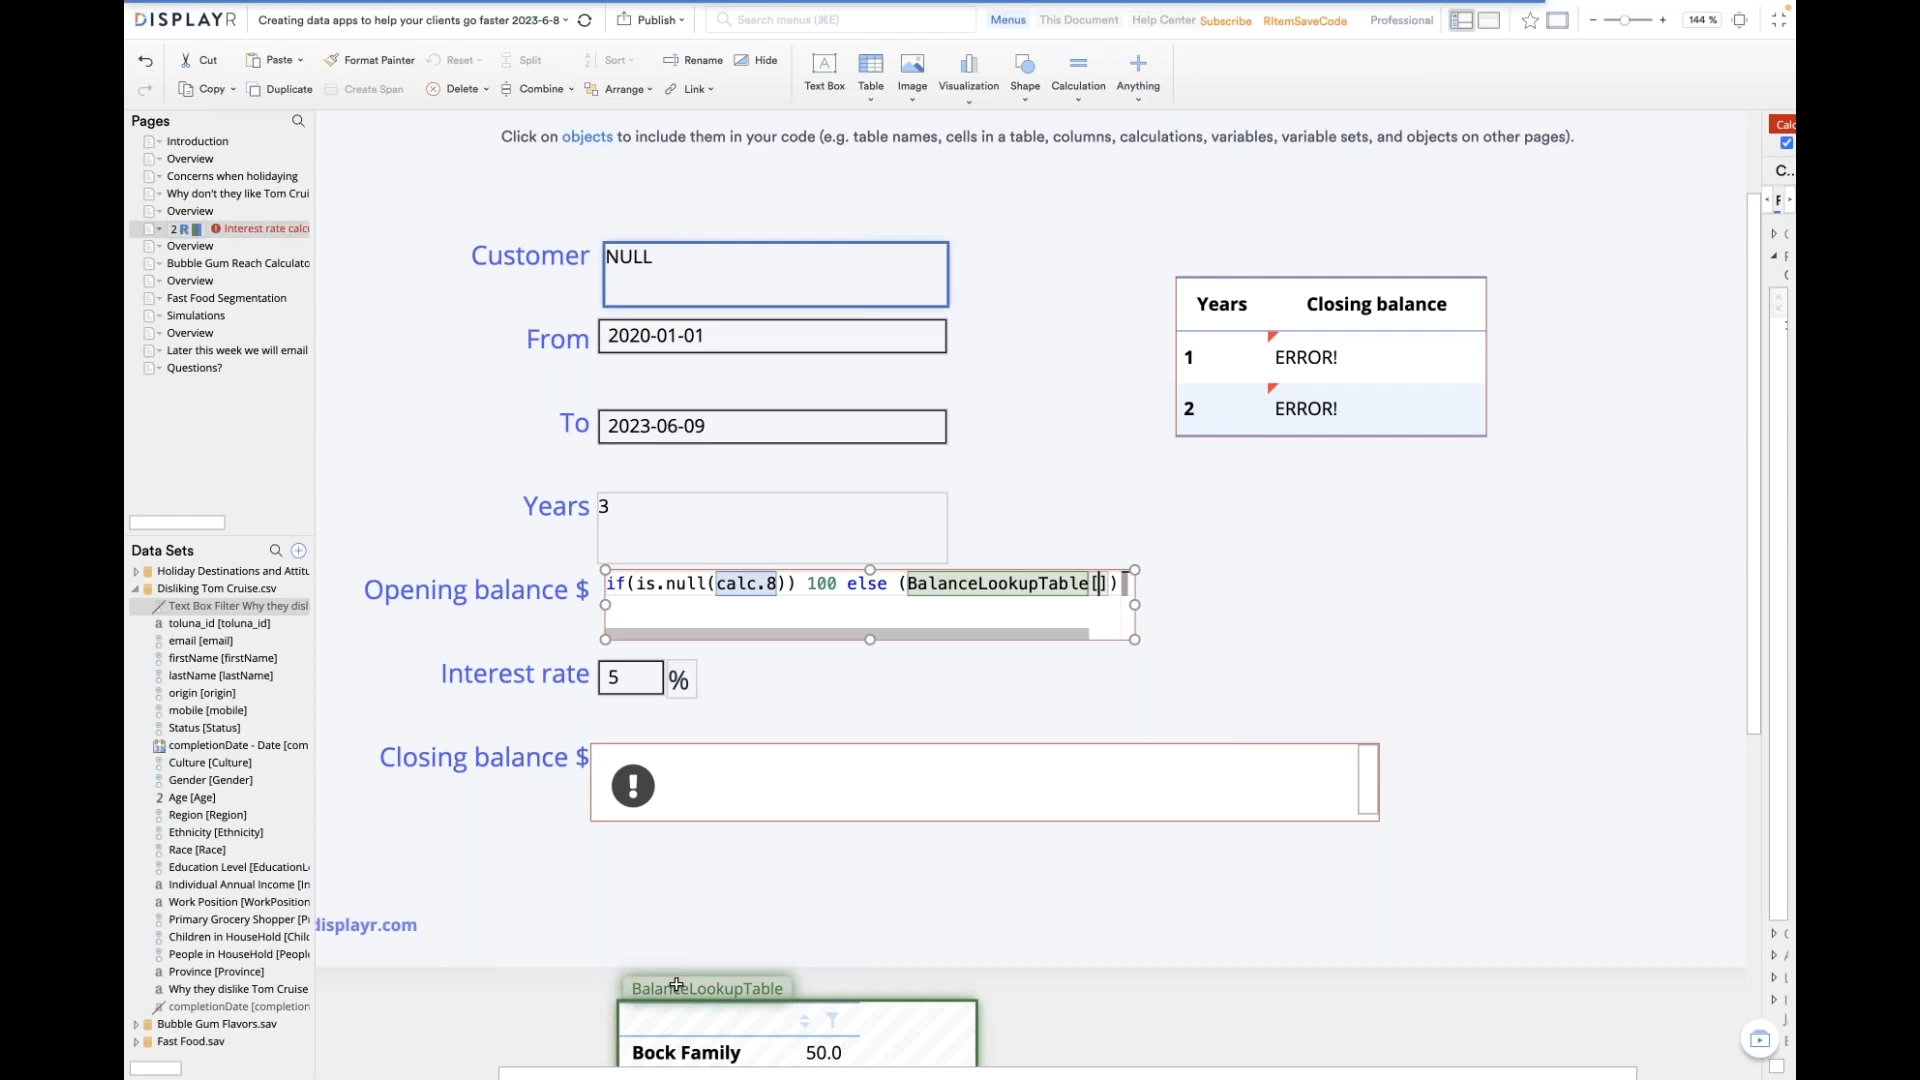 DISPLAYR
Creating data apps to help your clients go faster 2023-6-8
Publish
Search menus (⌘E)
Menus
This Document
Help Center
Subscribe
RItemSaveCode
Professional
144 %
Cut
Paste
Format Painter
Reset
Split
Sort
Rename
Hide
Copy
Duplicate
Create Span
Delete
Combine
Arrange
Link
Text Box
Table
Image
Visualization
Shape
Calculation
Anything
Pages
Introduction
Overview
Concerns when holidaying
Why don't they like Tom Crui
Overview
2 R Interest rate calcu
Overview
Bubble Gum Reach Calculato
Overview
Fast Food Segmentation
Simulations
Overview
Later this week we will email
Questions?
Data Sets
Holiday Destinations and Attitu
Disliking Tom Cruise.csv
Text Box Filter Why they disl
toluna_id [toluna_id]
email [email]
firstName [firstName]
lastName [lastName]
origin [origin]
mobile [mobile]
Status [Status]
completionDate - Date [com
Culture [Culture]
Gender [Gender]
2 Age [Age]
Region [Region]
Ethnicity [Ethnicity]
Race [Race]
Education Level [EducationL
Individual Annual Income [In
Work Position [WorkPosition
Primary Grocery Shopper [Pr
Children in HouseHold [Chilc
People in HouseHold [People
Province [Province]
Why they dislike Tom Cruise
completionDate [completion
Bubble Gum Flavors.sav
Fast Food.sav
Click on objects to include them in your code (e.g. table names, cells in a table, columns, calculations, variables, variable sets, and objects on other pages).
Customer NULL
From 2020-01-01
To 2023-06-09
Years 3
Opening balance $ if(is.null(calc.8)) 100 else (BalanceLookupTable[])
Interest rate 5 %
Closing balance $
Years Closing balance
1 ERROR!
2 ERROR!
displayr.com
BalanceLookupTable
Bock Family 50.0
Calc
C..